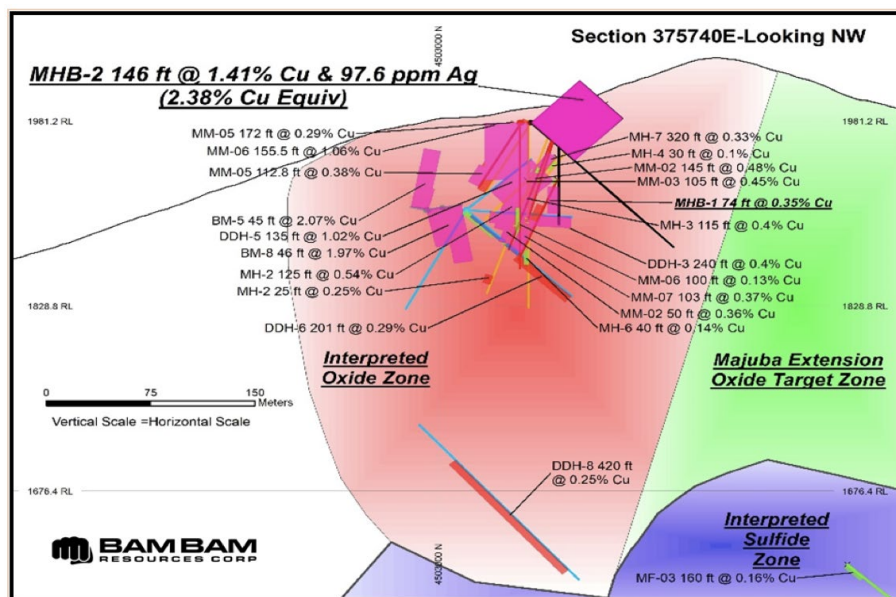 Section 375740E-Looking NW
4503000 N
MHB-2 146 ft @ 1.41% Cu & 97.6 ppm Ag
(2.38% Cu Equiv)
1981.2 RL
1981.2 RL
MM-05 172 ft @ 0.29% Cu
MM-06 155.5 ft @ 1.06% Cu
MM-05 112.8 ft @ 0.38% Cu
BM-5 45 ft @ 2.07% Cu
DDH-5 135 ft @ 1.02% Cu
BM-8 46 ft @ 1.97% Cu
MH-2 125 ft @ 0.54% Cu
MH-2 25 ft @ 0.25% Cu
DDH-6 201 ft @ 0.29% Cu
MH-7 320 ft @ 0.33% Cu
MH-4 30 ft @ 0.1% Cu
MM-02 145 ft @ 0.48% Cu
MM-03 105 ft @ 0.45% Cu
MHB-1 74 ft @ 0.35% Cu
MH-3 115 ft @ 0.4% Cu
DDH-3 240 ft @ 0.4% Cu
MM-06 100 ft @ 0.13% Cu
MM-07 103 ft @ 0.37% Cu
MM-02 50 ft @ 0.36% Cu
MH-6 40 ft @ 0.14% Cu
1828.8 RL
1828.8 RL
Interpreted
Oxide Zone
Majuba Extension
Oxide Target Zone
0 75 150
Meters
Vertical Scale =Horizontal Scale
DDH-8 420 ft
@ 0.25% Cu
1676.4 RL
1676.4 RL
Interpreted
Sulfide
Zone
MF-03 160 ft @ 0.16% Cu
BAMBAM
RESOURCES CORP